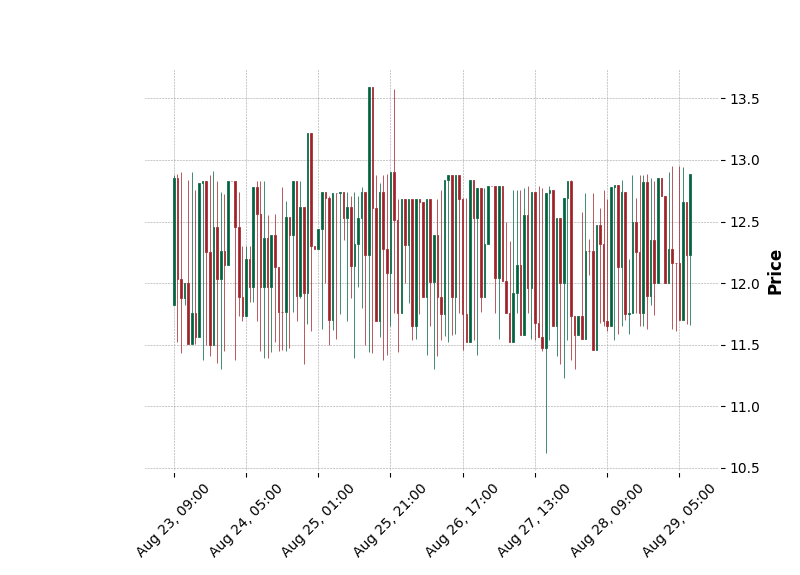 13.5
13.0
12.5
12.0
11.5
11.0
10.5
Price
Aug 23, 09:00
Aug 24, 05:00
Aug 25, 01:00
Aug 25, 21:00
Aug 26, 17:00
Aug 27, 13:00
Aug 28, 09:00
Aug 29, 05:00